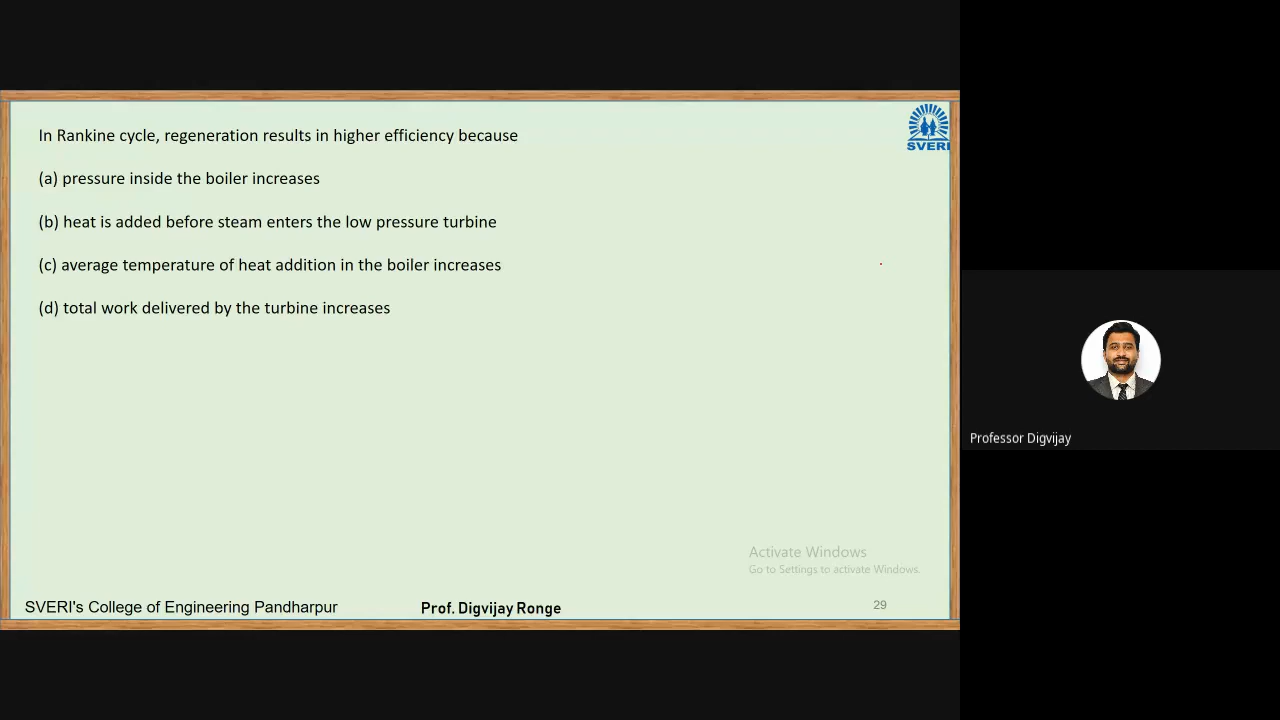 In Rankine cycle, regeneration results in higher efficiency because
SVERI
(a) pressure inside the boiler increases
(b) heat is added before steam enters the low pressure turbine
(c) average temperature of heat addition in the boiler increases
(d) total work delivered by the turbine increases
Professor Digvijay
Activate Windows
Go to Settings to activate Windows.
SVERI's College of Engineering Pandharpur
Prof. Digvijay Ronge
29